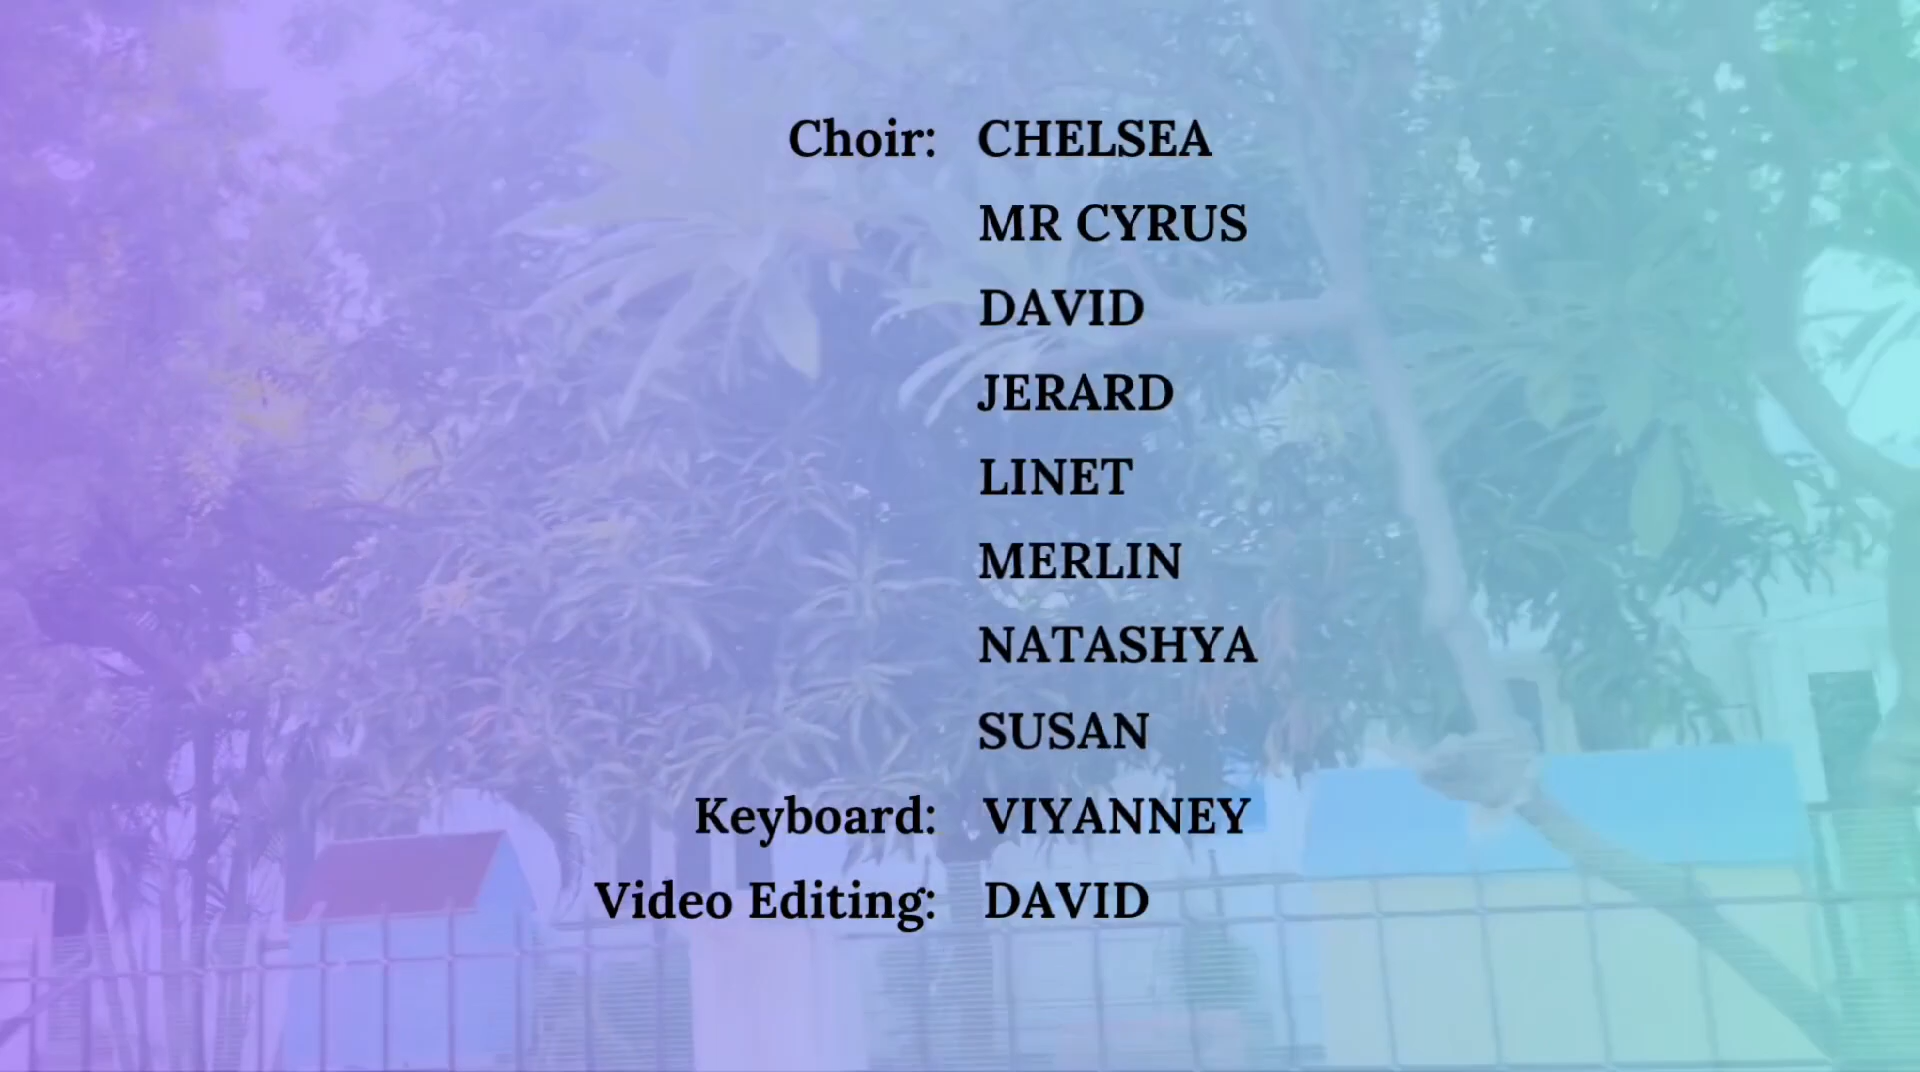 Choir: CHELSEA
MR CYRUS
DAVID
JERARD
LINET
MERLIN
NATASHYA
SUSAN
Keyboard: VIYANNEY
Video Editing: DAVID